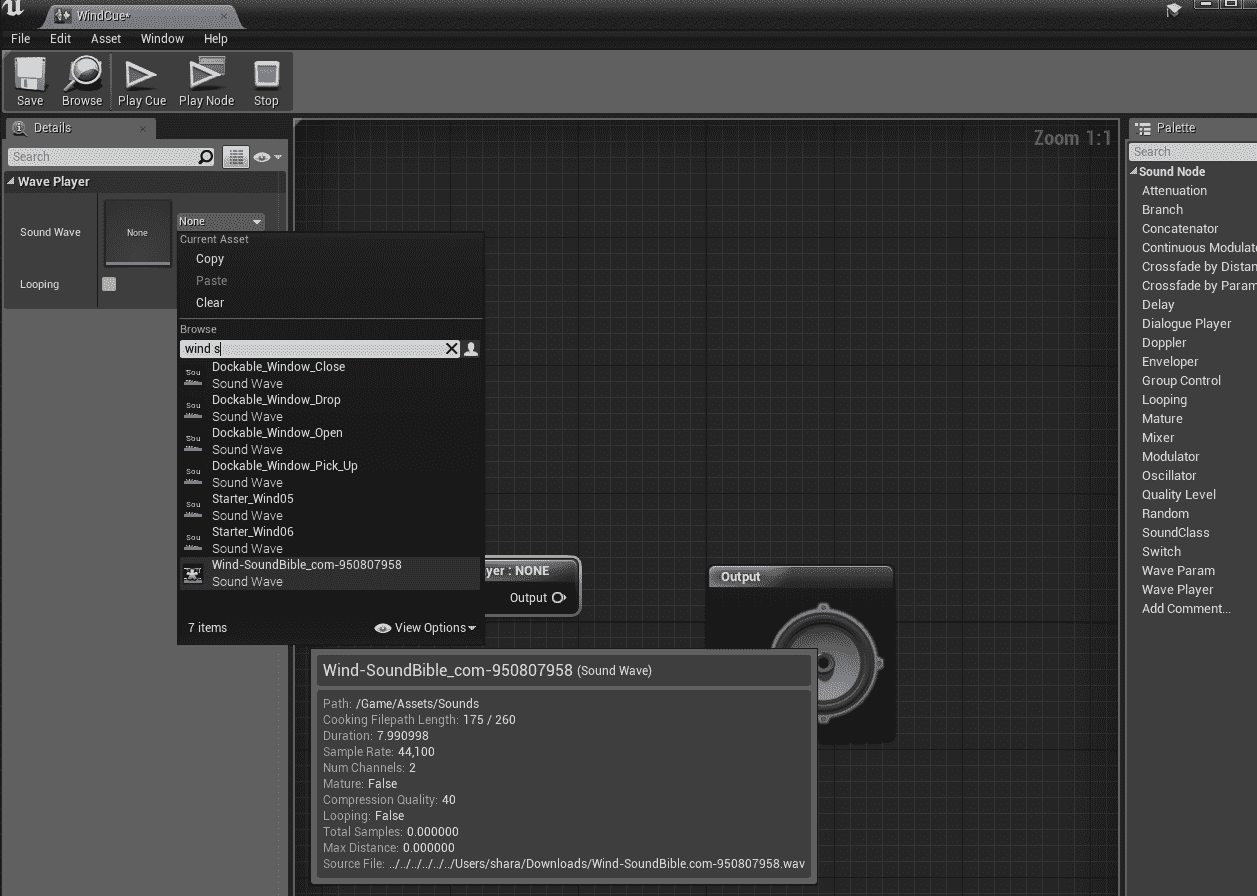 WindCue*
File Edit Asset Window Help
Save Browse Play Cue Play Node Stop
Details
Search
Wave Player
Sound Wave
None
None
Looping
Current Asset
Copy
Paste
Clear
Browse
wind s
Dockable_Window_Close
Sound Wave
Dockable_Window_Drop
Sound Wave
Dockable_Window_Open
Sound Wave
Dockable_Window_Pick_Up
Sound Wave
Starter_Wind05
Sound Wave
Starter_Wind06
Sound Wave
Wind-SoundBible_com-950807958
Sound Wave
7 items
View Options
Zoom 1:1
yer : NONE
Output
Output
Wind-SoundBible_com-950807958 (Sound Wave)
Path: /Game/Assets/Sounds
Cooking Filepath Length: 175 / 260
Duration: 7.990998
Sample Rate: 44,100
Num Channels: 2
Mature: False
Compression Quality: 40
Looping: False
Total Samples: 0.000000
Max Distance: 0.000000
Source File: ../../../../../../Users/shara/Downloads/Wind-SoundBible.com-950807958.wav
Palette
Search
Sound Node
Attenuation
Branch
Concatenator
Continuous Modulato
Crossfade by Distan
Crossfade by Param
Delay
Dialogue Player
Doppler
Enveloper
Group Control
Looping
Mature
Mixer
Modulator
Oscillator
Quality Level
Random
SoundClass
Switch
Wave Param
Wave Player
Add Comment...